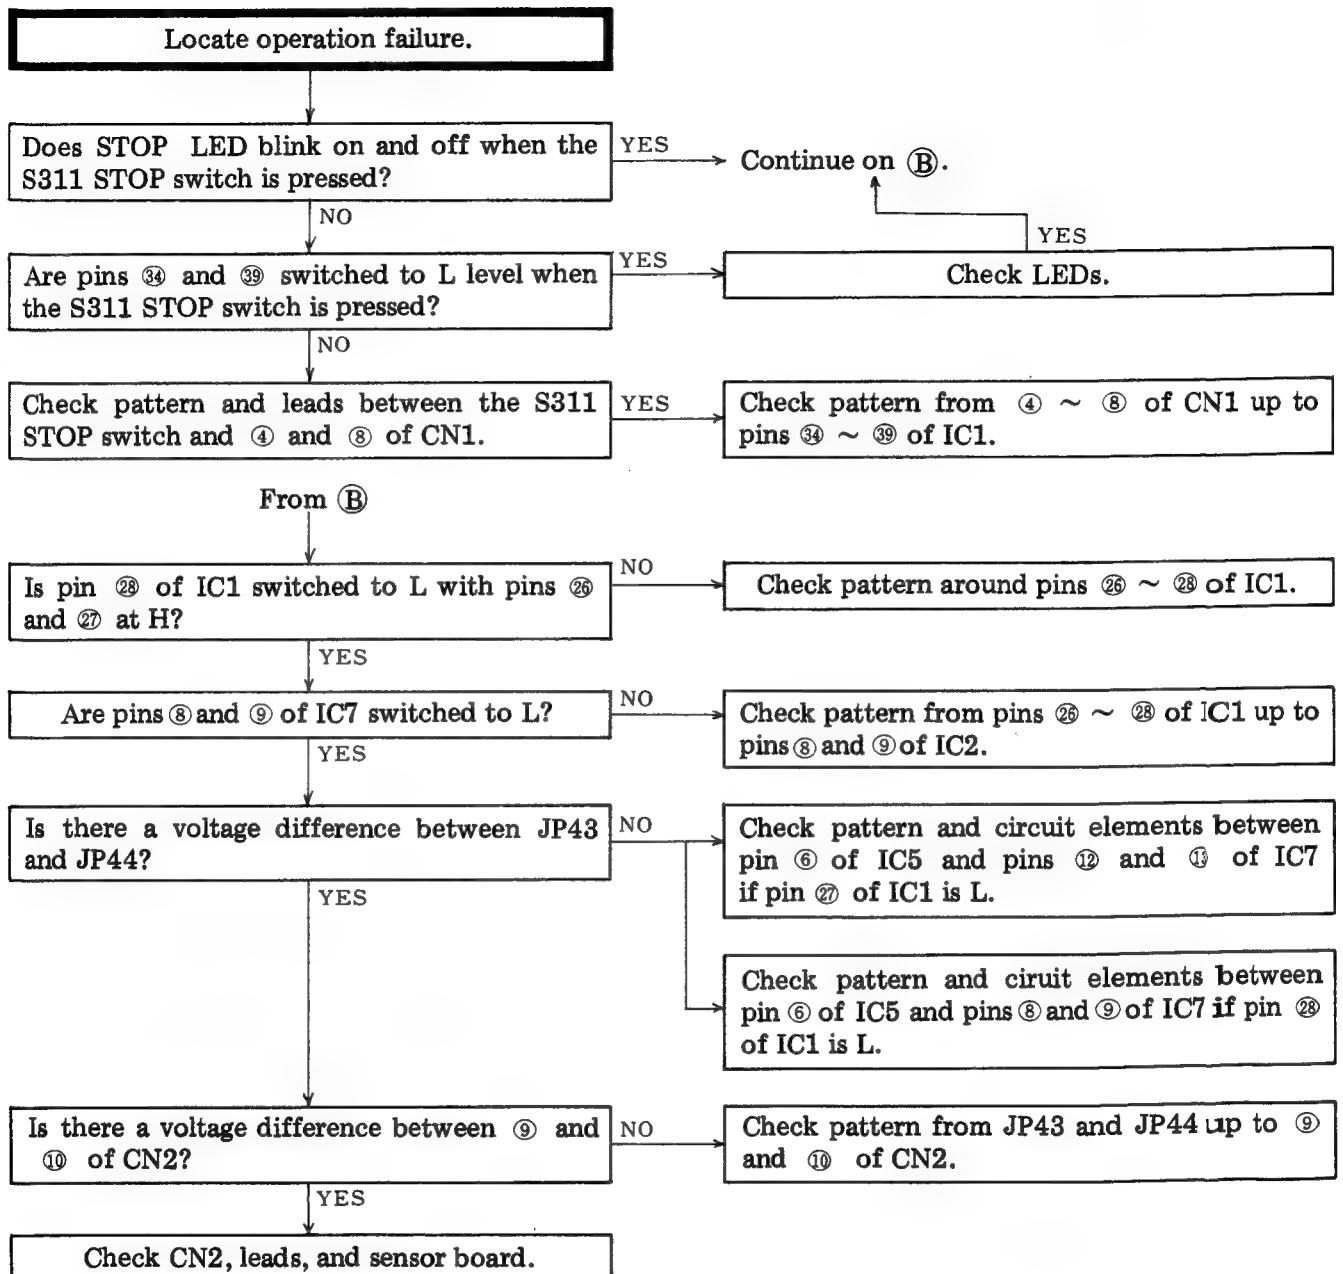 Locate operation failure.
Does STOP LED blink on and off when the
S311 STOP switch is pressed?
YES
Continue on Ⓑ.
NO
YES
Are pins ㉞ and ㊴ switched to L level when
the S311 STOP switch is pressed?
YES
Check LEDs.
NO
Check pattern and leads between the S311
STOP switch and ④ and ⑧ of CN1.
YES
Check pattern from ④ ~ ⑧ of CN1 up to
pins ㉞ ~ ㊴ of IC1.
From Ⓑ
Is pin ㉘ of IC1 switched to L with pins ㉖
and ㉗ at H?
NO
Check pattern around pins ㉖ ~ ㉘ of IC1.
YES
Are pins ⑧ and ⑨ of IC7 switched to L?
NO
Check pattern from pins ㉖ ~ ㉘ of IC1 up to
pins ⑧ and ⑨ of IC2.
YES
Is there a voltage difference between JP43
and JP44?
NO
Check pattern and circuit elements between
pin ⑥ of IC5 and pins ⑫ and ⑬ of IC7
if pin ㉗ of IC1 is L.
YES
Check pattern and ciruit elements between
pin ⑥ of IC5 and pins ⑧ and ⑨ of IC7 if pin ㉘
of IC1 is L.
Is there a voltage difference between ⑨ and
⑩ of CN2?
NO
Check pattern from JP43 and JP44 up to ⑨
and ⑩ of CN2.
YES
Check CN2, leads, and sensor board.